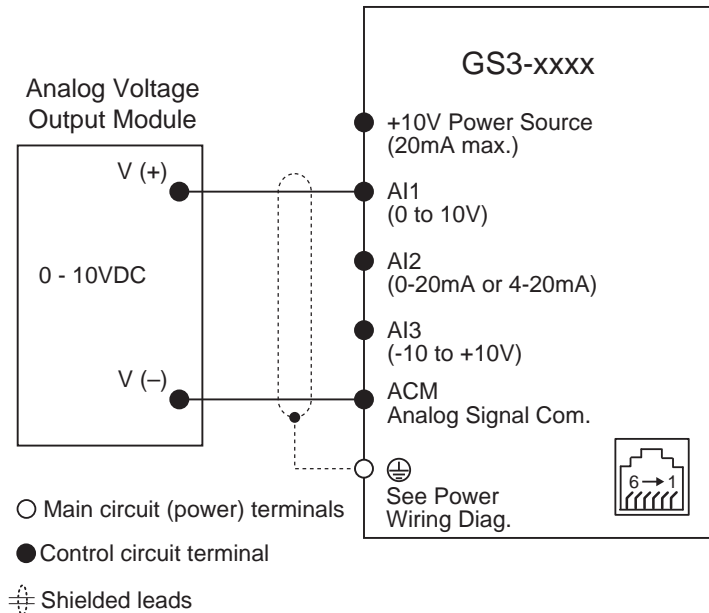 GS3-xxxx
Analog Voltage
Output Module
+10V Power Source
(20mA max.)
V (+)
AI1
(0 to 10V)
0 - 10VDC
AI2
(0-20mA or 4-20mA)
AI3
(-10 to +10V)
V (–)
ACM
Analog Signal Com.
See Power
Wiring Diag.
6→1
Main circuit (power) terminals
Control circuit terminal
Shielded leads